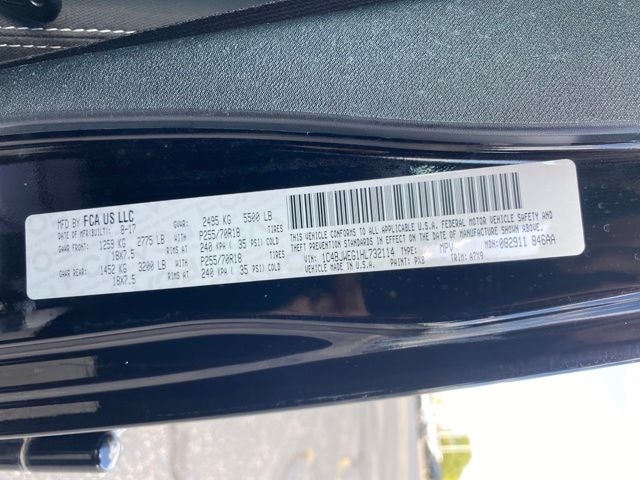 MFD BY FCA US LLC
DATE OF MFR/BUILT: 8-17 GVWR: 2495 KG 5500 LB
GAWR FRONT: 1259 KG 2775 LB P255/70R18 TIRES
18X7.5 RIMS AT 240 KPA ( 35 PSI) COLD
GAWR REAR: 1452 KG 3200 LB P255/70R18 TIRES
18X7.5 RIMS AT 240 KPA ( 35 PSI) COLD
THIS VEHICLE CONFORMS TO ALL APPLICABLE U.S.A. FEDERAL MOTOR VEHICLE SAFETY AND
THEFT PREVENTION STANDARDS IN EFFECT ON THE DATE OF MANUFACTURE SHOWN ABOVE.
VIN: 1C4BJWEG1HL732114 TYPE: MPV MDH: 082911 846AA
VEHICLE MADE IN U.S.A. PAINT: PX8 TRIM: A7X9